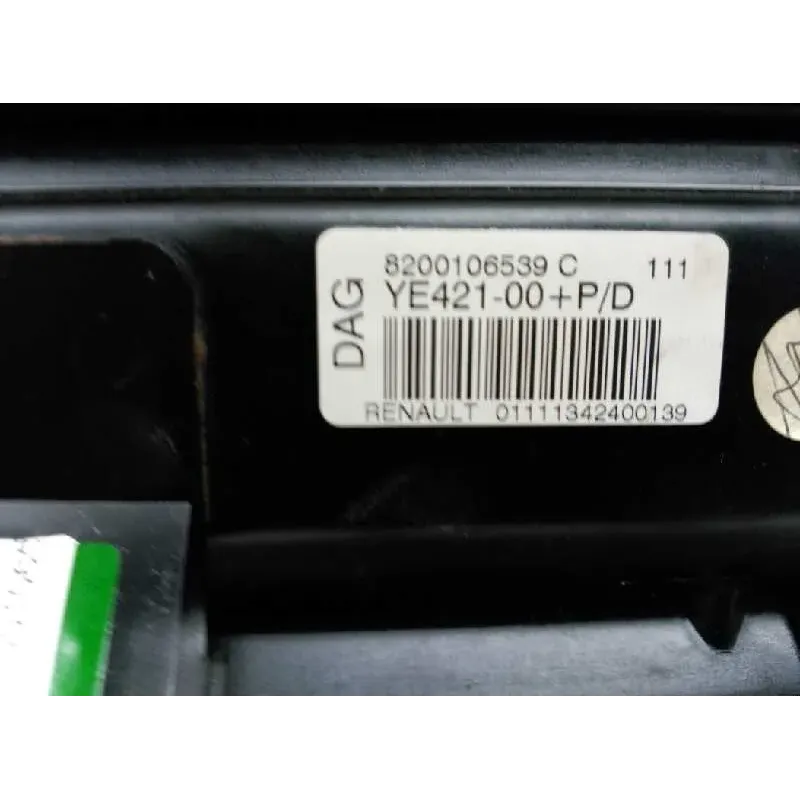 DAG
8200106539 C 111
YE421-00+P/D
RENAULT 01111342400139